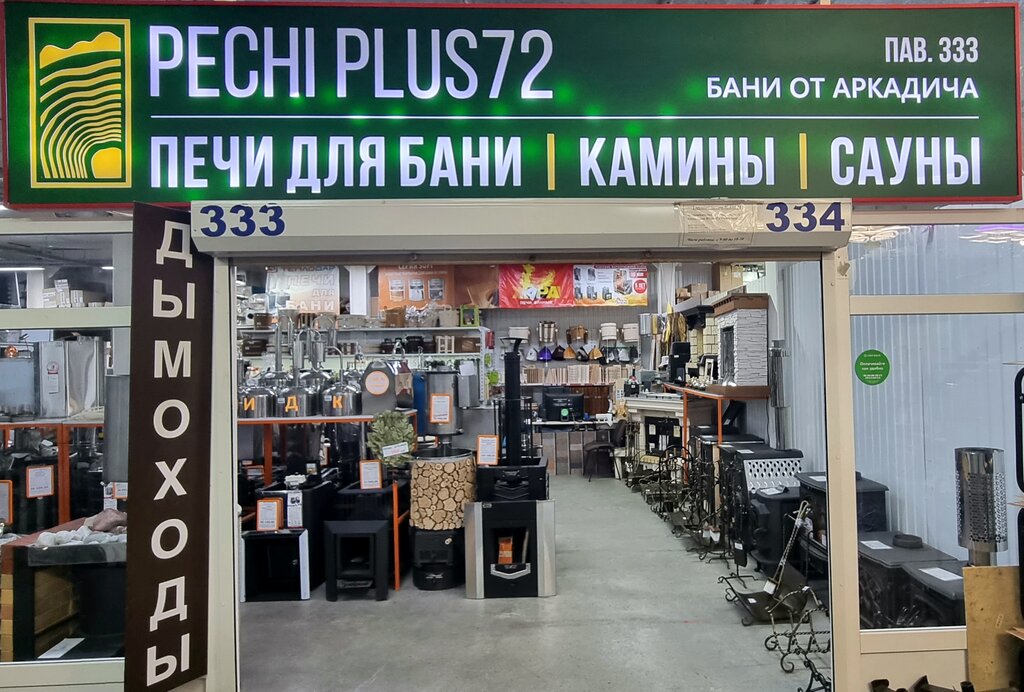 PECHI PLUS72
ПАВ. 333
БАНИ ОТ АРКАДИЧА
ПЕЧИ ДЛЯ БАНИ | КАМИНЫ | САУНЫ
333
334
ДЫМОХОДЫ
И Д К